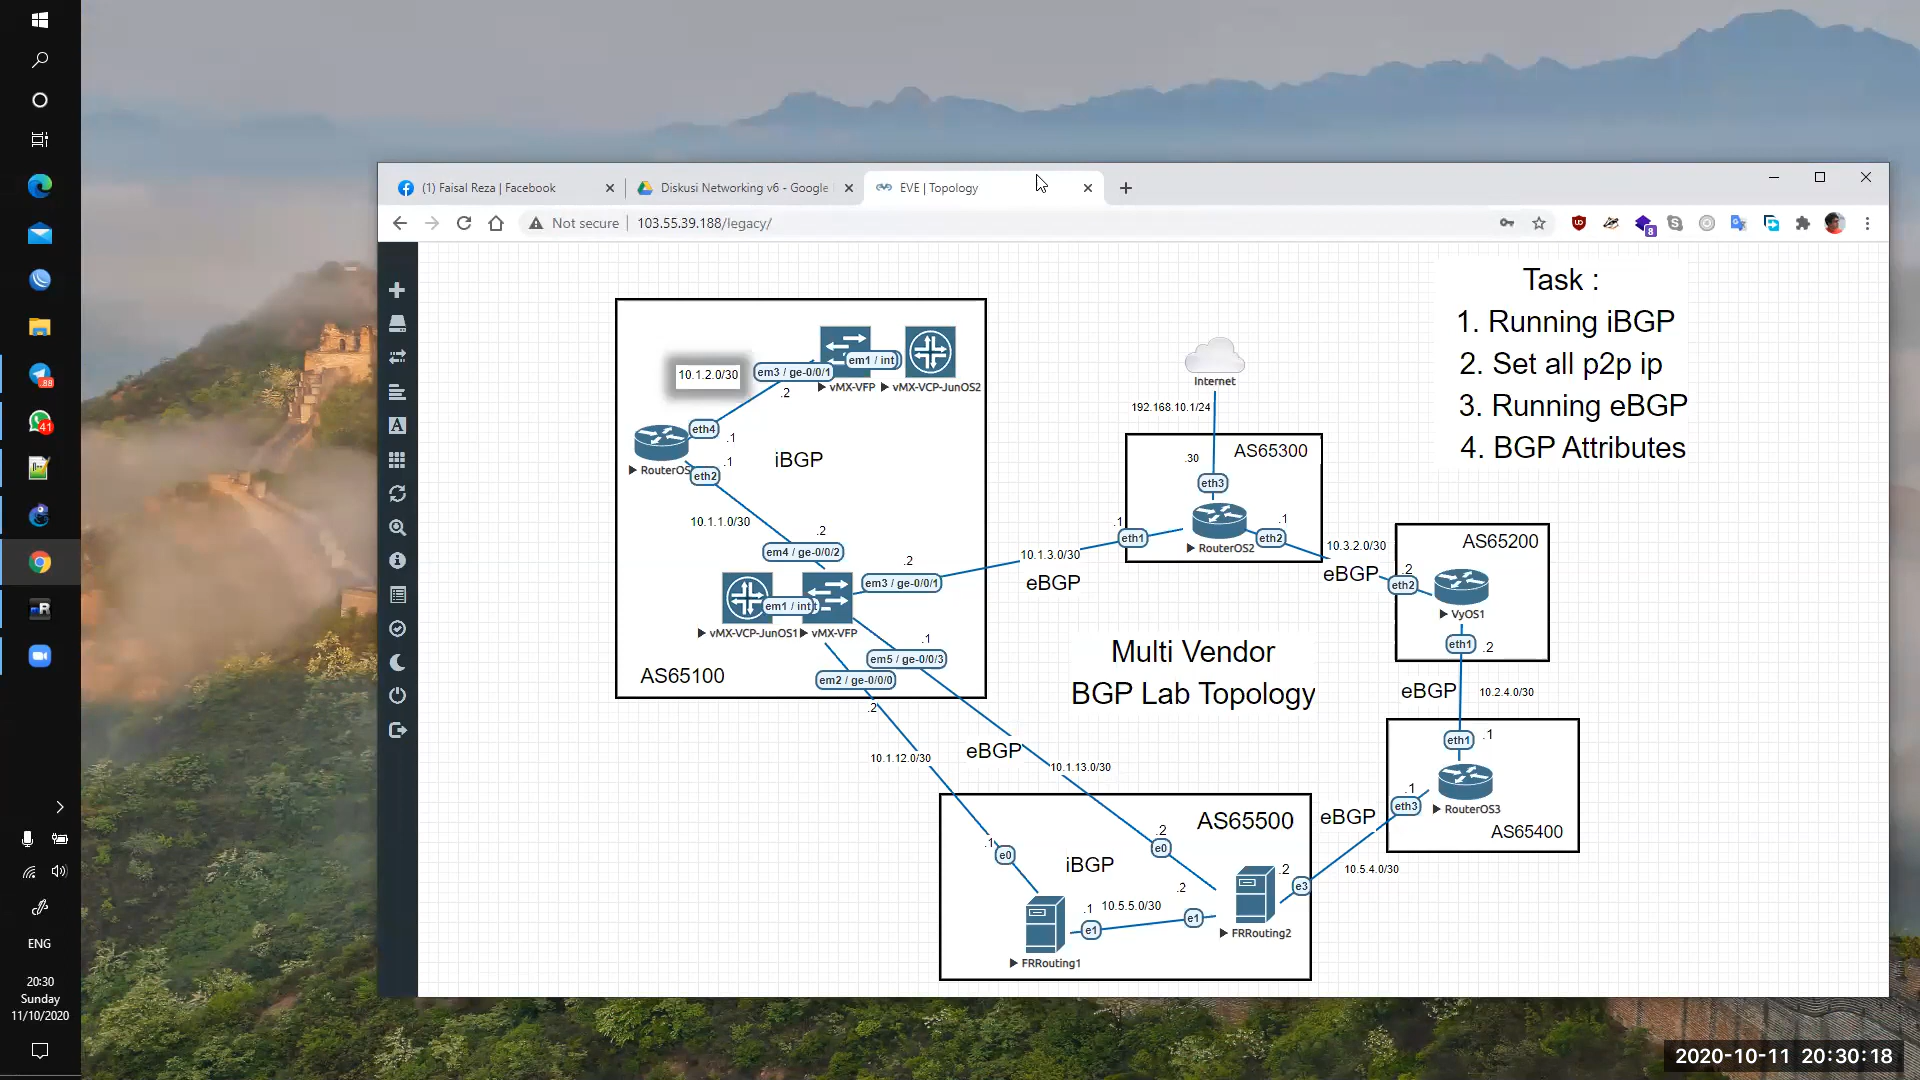 (1) Faisal Reza | Facebook
Diskusi Networking v6 - Google
EVE | Topology
Not secure
103.55.39.188/legacy/
8
Task :
1. Running iBGP
2. Set all p2p ip
3. Running eBGP
4. BGP Attributes
10.1.2.0/30
em3 / ge-0/0/1
em1 / int
.2
vMX-VFP
vMX-VCP-JunOS2
eth4
.1
RouterOS
.1
eth2
iBGP
10.1.1.0/30
.2
em4 / ge-0/0/2
.2
em3 / ge-0/0/1
em1 / int
vMX-VCP-JunOS1
vMX-VFP
.1
em5 / ge-0/0/3
em2 / ge-0/0/0
AS65100
.2
Internet
192.168.10.1/24
AS65300
.30
eth3
.1
eth1
.1
eth2
RouterOS2
10.1.3.0/30
eBGP
10.3.2.0/30
eBGP
AS65200
.2
eth2
VyOS1
eth1
.2
Multi Vendor
BGP Lab Topology
eBGP
10.2.4.0/30
eth1
.1
.1
eth3
RouterOS3
AS65400
10.1.12.0/30
eBGP
10.1.13.0/30
AS65500
eBGP
.1
e0
.2
e0
iBGP
.2
.2
e3
10.5.4.0/30
.1
10.5.5.0/30
e1
e1
FRRouting1
FRRouting2
88
41
ENG
20:30
Sunday
11/10/2020
2020-10-11 20:30:18